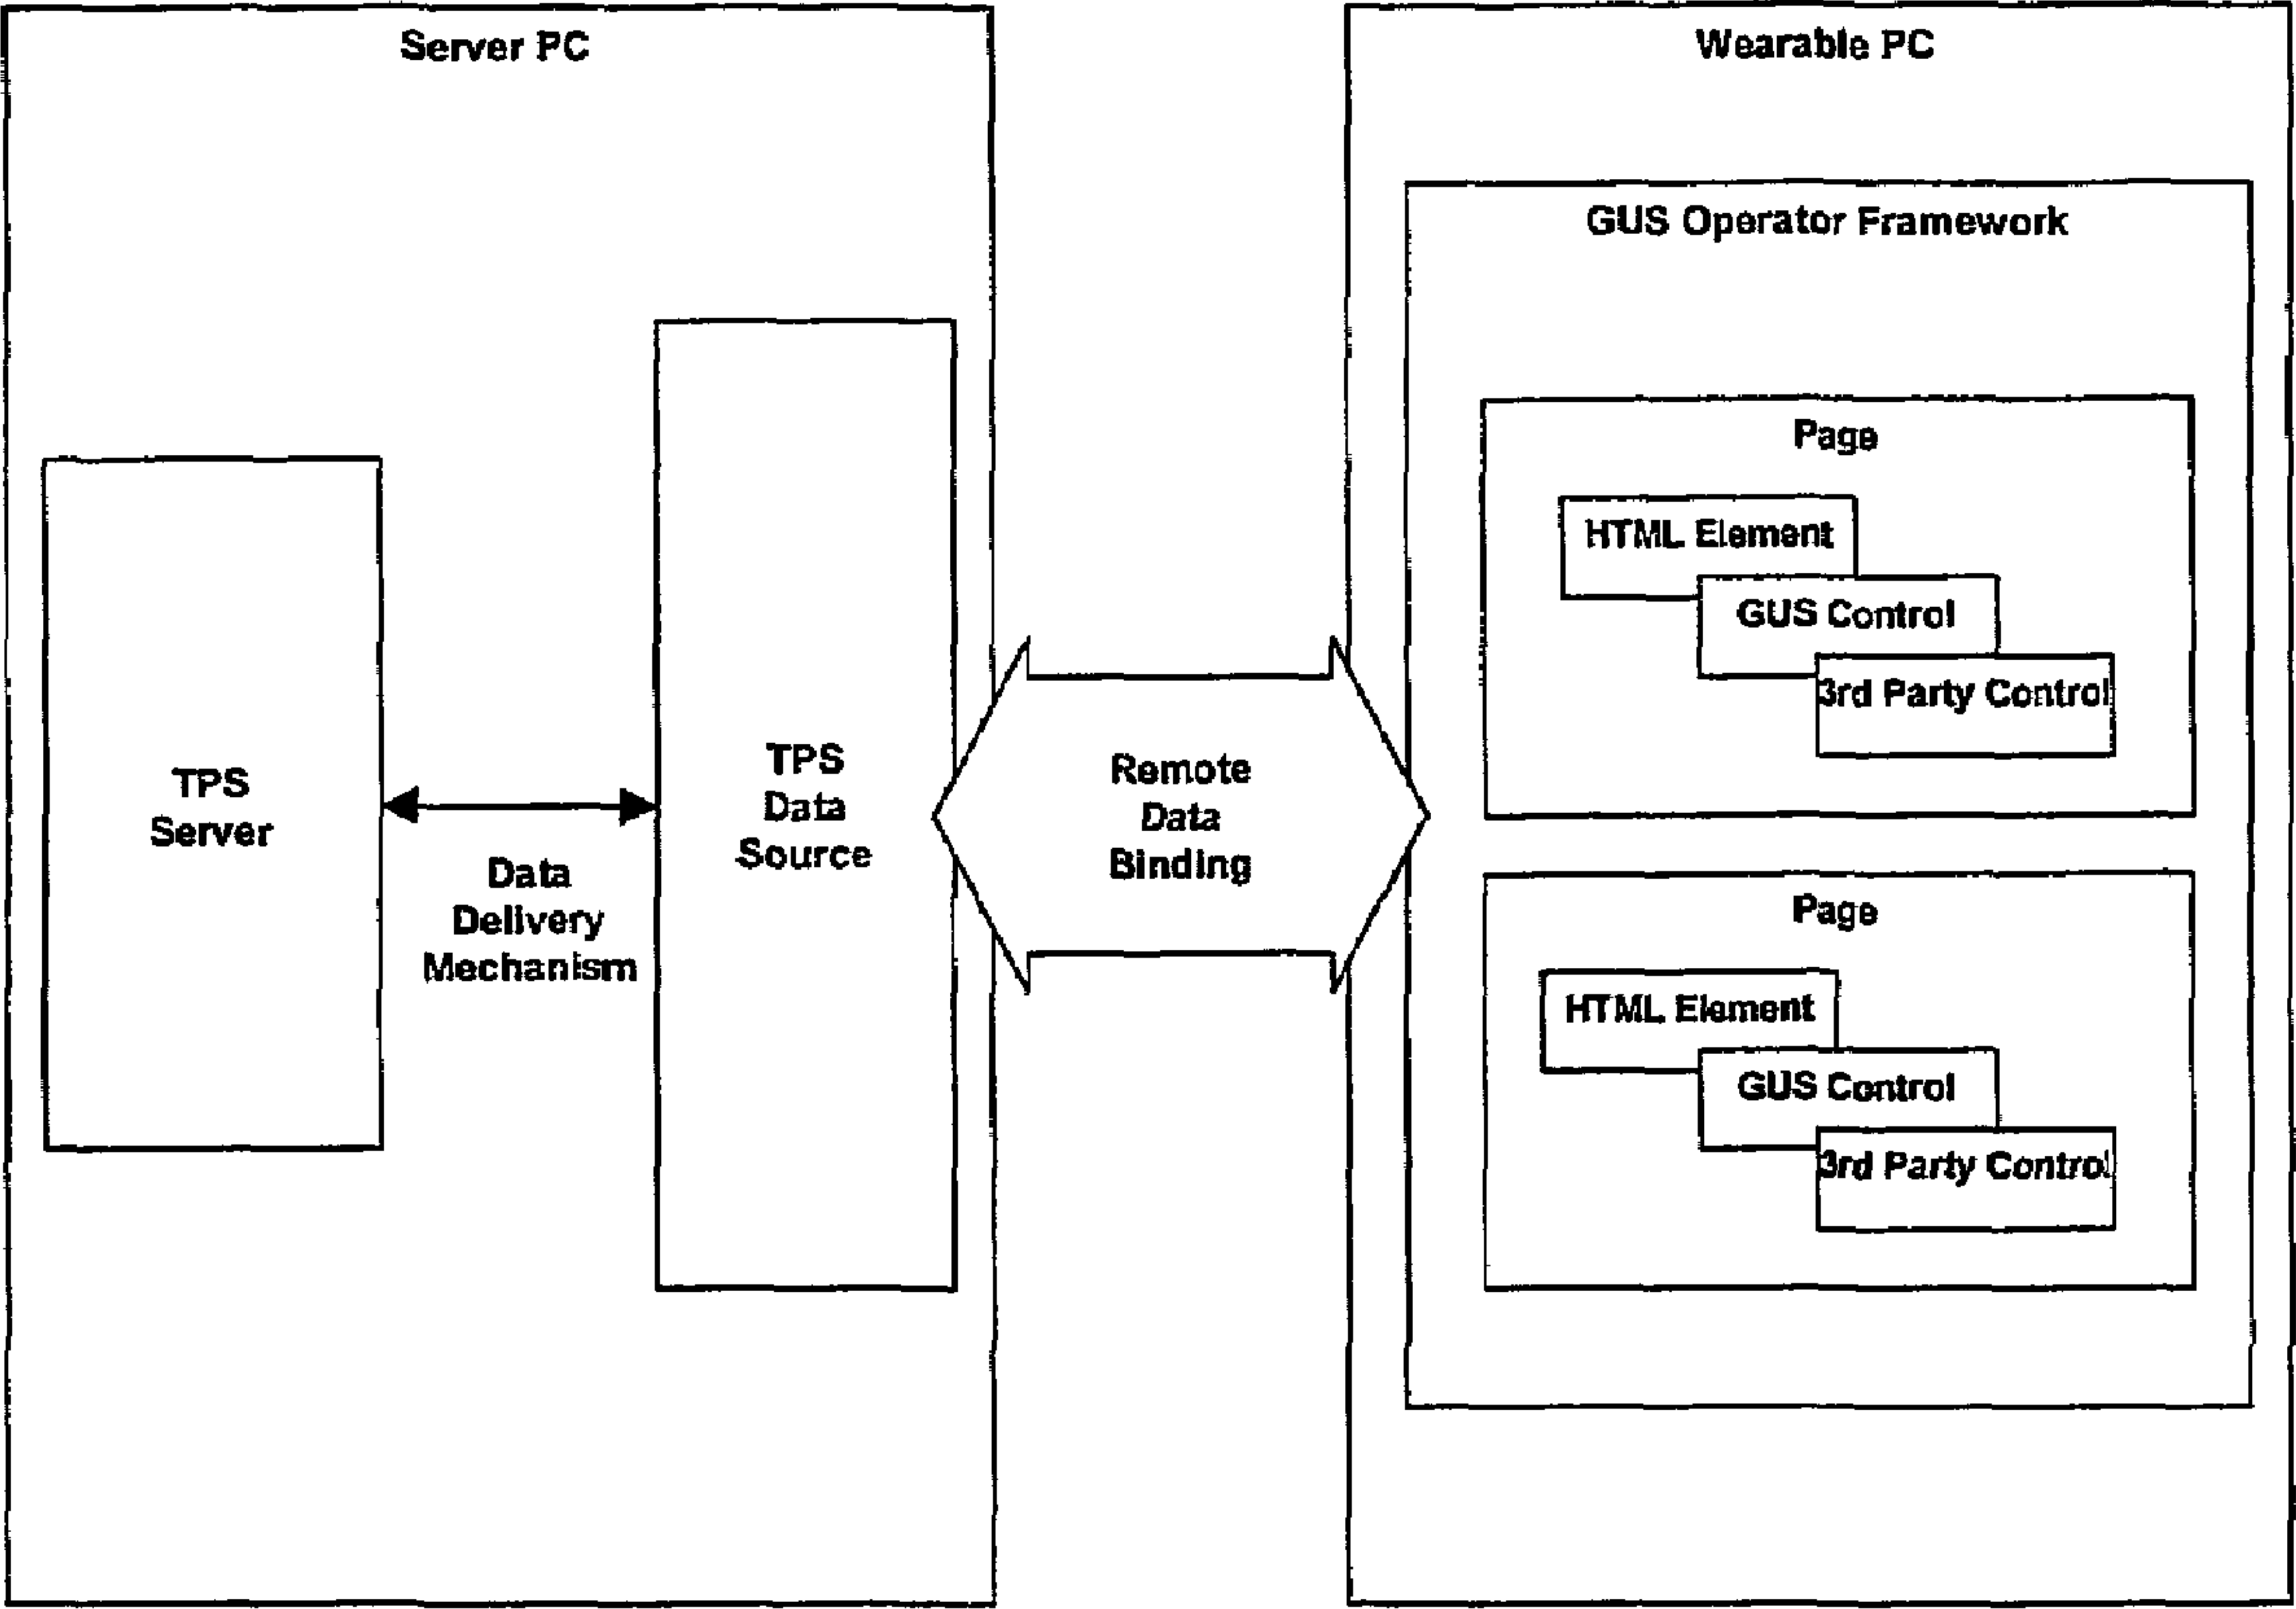 Server PC
TPS
Server
Data
Delivery
Mechanism
TPS
Data
Source
Remote
Data
Binding
Wearable PC
GUS Operator Framework
Page
HTML Element
GUS Control
3rd Party Control
Page
HTML Element
GUS Control
3rd Party Control